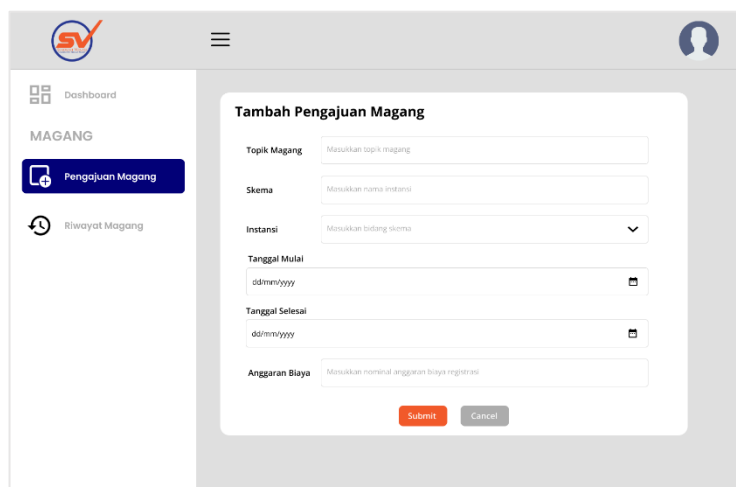 SV
Dashboard
MAGANG
Pengajuan Magang
Riwayat Magang
Tambah Pengajuan Magang
Topik Magang
Masukkan topik magang
Skema
Masukkan nama instansi
Instansi
Masukkan bidang skema
Tanggal Mulai
dd/mm/yyyy
Tanggal Selesai
dd/mm/yyyy
Anggaran Biaya
Masukkan nominal anggaran biaya registrasi
Submit
Cancel